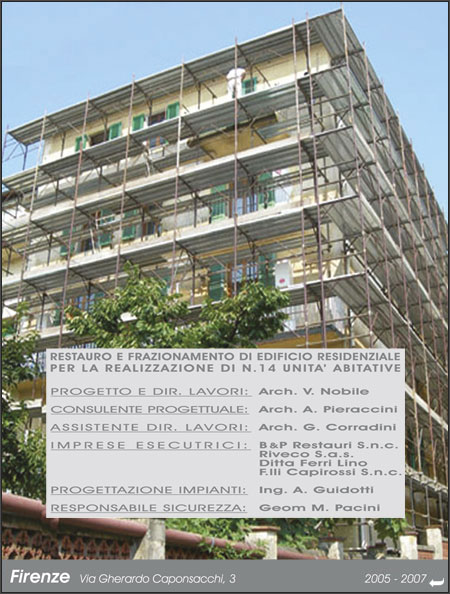 RESTAURO E FRAZIONAMENTO DI EDIFICIO RESIDENZIALE
PER LA REALIZZAZIONE DI N.14 UNITA' ABITATIVE
PROGETTO E DIR. LAVORI: Arch. V. Nobile
CONSULENTE PROGETTUALE: Arch. A. Pieraccini
ASSISTENTE DIR. LAVORI: Arch. G. Corradini
IMPRESE ESECUTRICI: B&P Restauri S.n.c.
Riveco S.a.s.
Ditta Ferri Lino
F.lli Capirossi S.n.c.
PROGETTAZIONE IMPIANTI: Ing. A. Guidotti
RESPONSABILE SICUREZZA: Geom M. Pacini
Firenze Via Gherardo Caponsacchi, 3 2005 - 2007